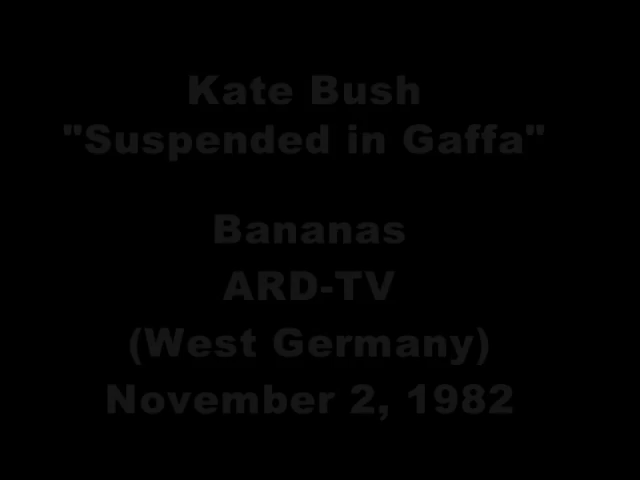 Kate Bush
"Suspended in Gaffa"
Bananas
ARD-TV
(West Germany)
November 2, 1982